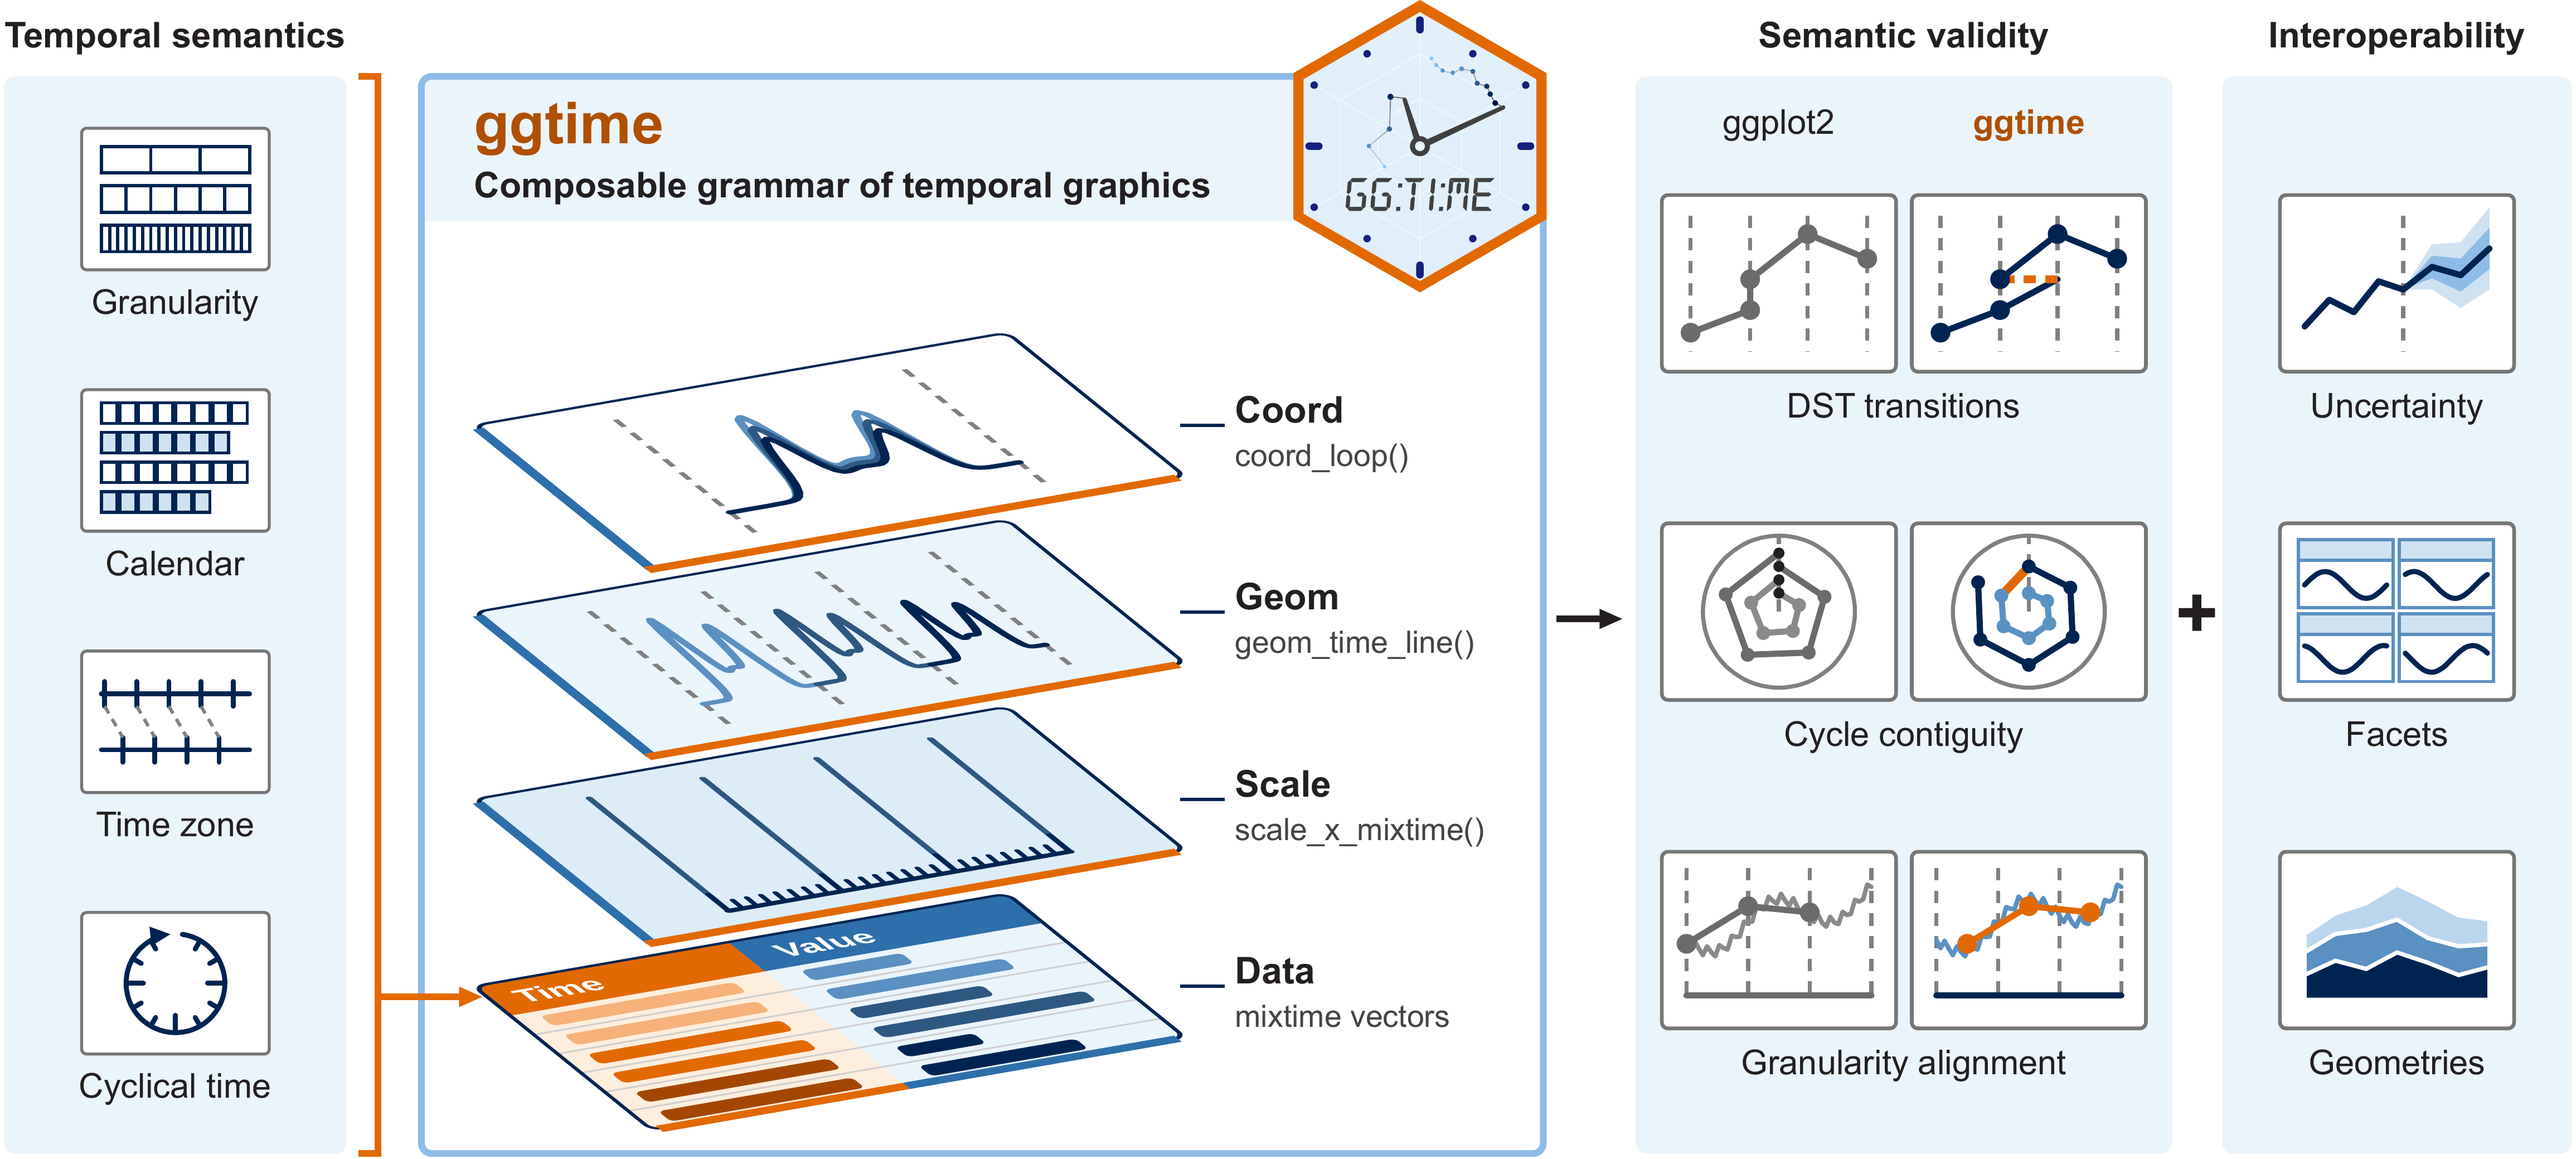 Temporal semantics
Granularity
Calendar
Time zone
Cyclical time
ggtime
Composable grammar of temporal graphics
GG:TI:ME
Coord
coord_loop()
Geom
geom_time_line()
Scale
scale_x_mixtime()
Time
Value
Data
mixtime vectors
Semantic validity
ggplot2
ggtime
DST transitions
Cycle contiguity
Granularity alignment
+
Interoperability
Uncertainty
Facets
Geometries